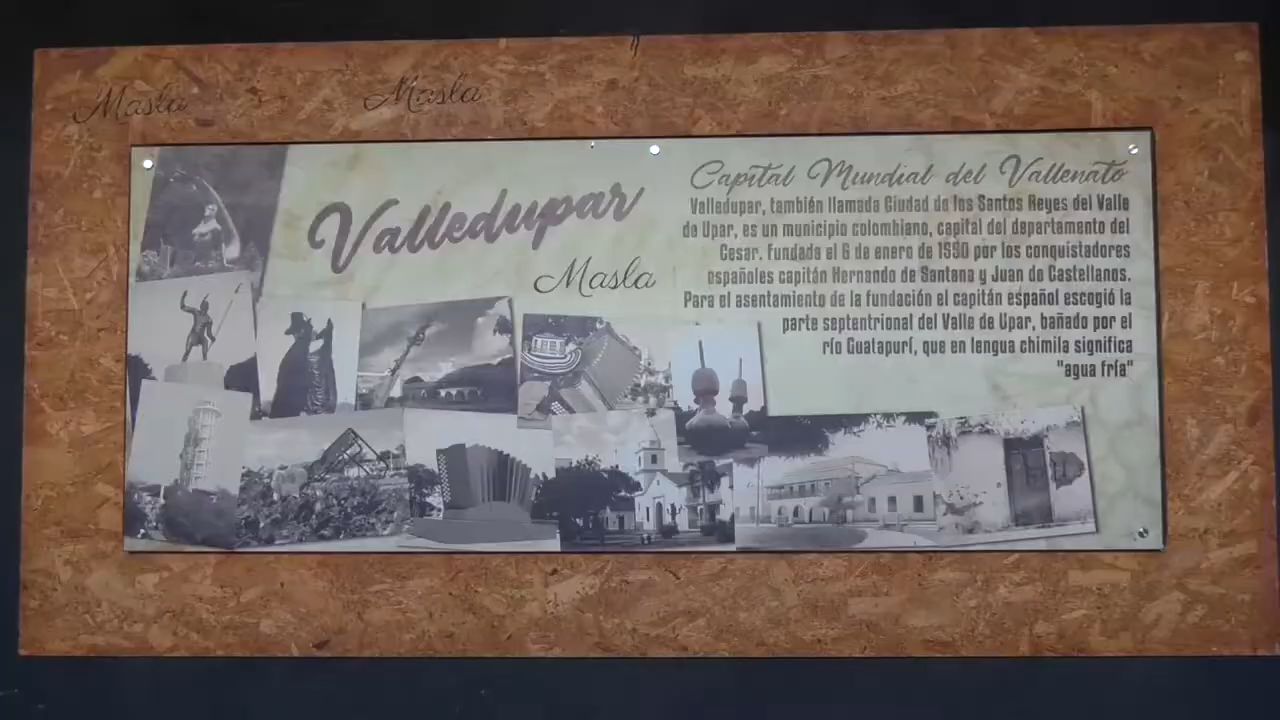 Masla
Masla
Valledupar
Masla
Capital Mundial del Vallenato
Valledupar, también llamada Ciudad de los Santos Reyes del Valle
de Upar, es un municipio colombiano, capital del departamento del
Cesar. Fundada el 6 de enero de 1550 por los conquistadores
españoles capitán Hernando de Santana y Juan de Castellanos.
Para el asentamiento de la fundación el capitán español escogió la
parte septentrional del Valle de Upar, bañado por el
río Guatapurí, que en lengua chimila significa
"agua fría"